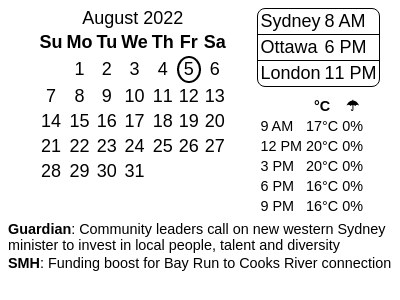 August 2022
Su Mo Tu We Th Fr Sa
1 2 3 4 5 6
7 8 9 10 11 12 13
14 15 16 17 18 19 20
21 22 23 24 25 26 27
28 29 30 31
Sydney 8 AM
Ottawa 6 PM
London 11 PM
°C ☂
9 AM 17°C 0%
12 PM 20°C 0%
3 PM 20°C 0%
6 PM 16°C 0%
9 PM 16°C 0%
Guardian: Community leaders call on new western Sydney
minister to invest in local people, talent and diversity
SMH: Funding boost for Bay Run to Cooks River connection